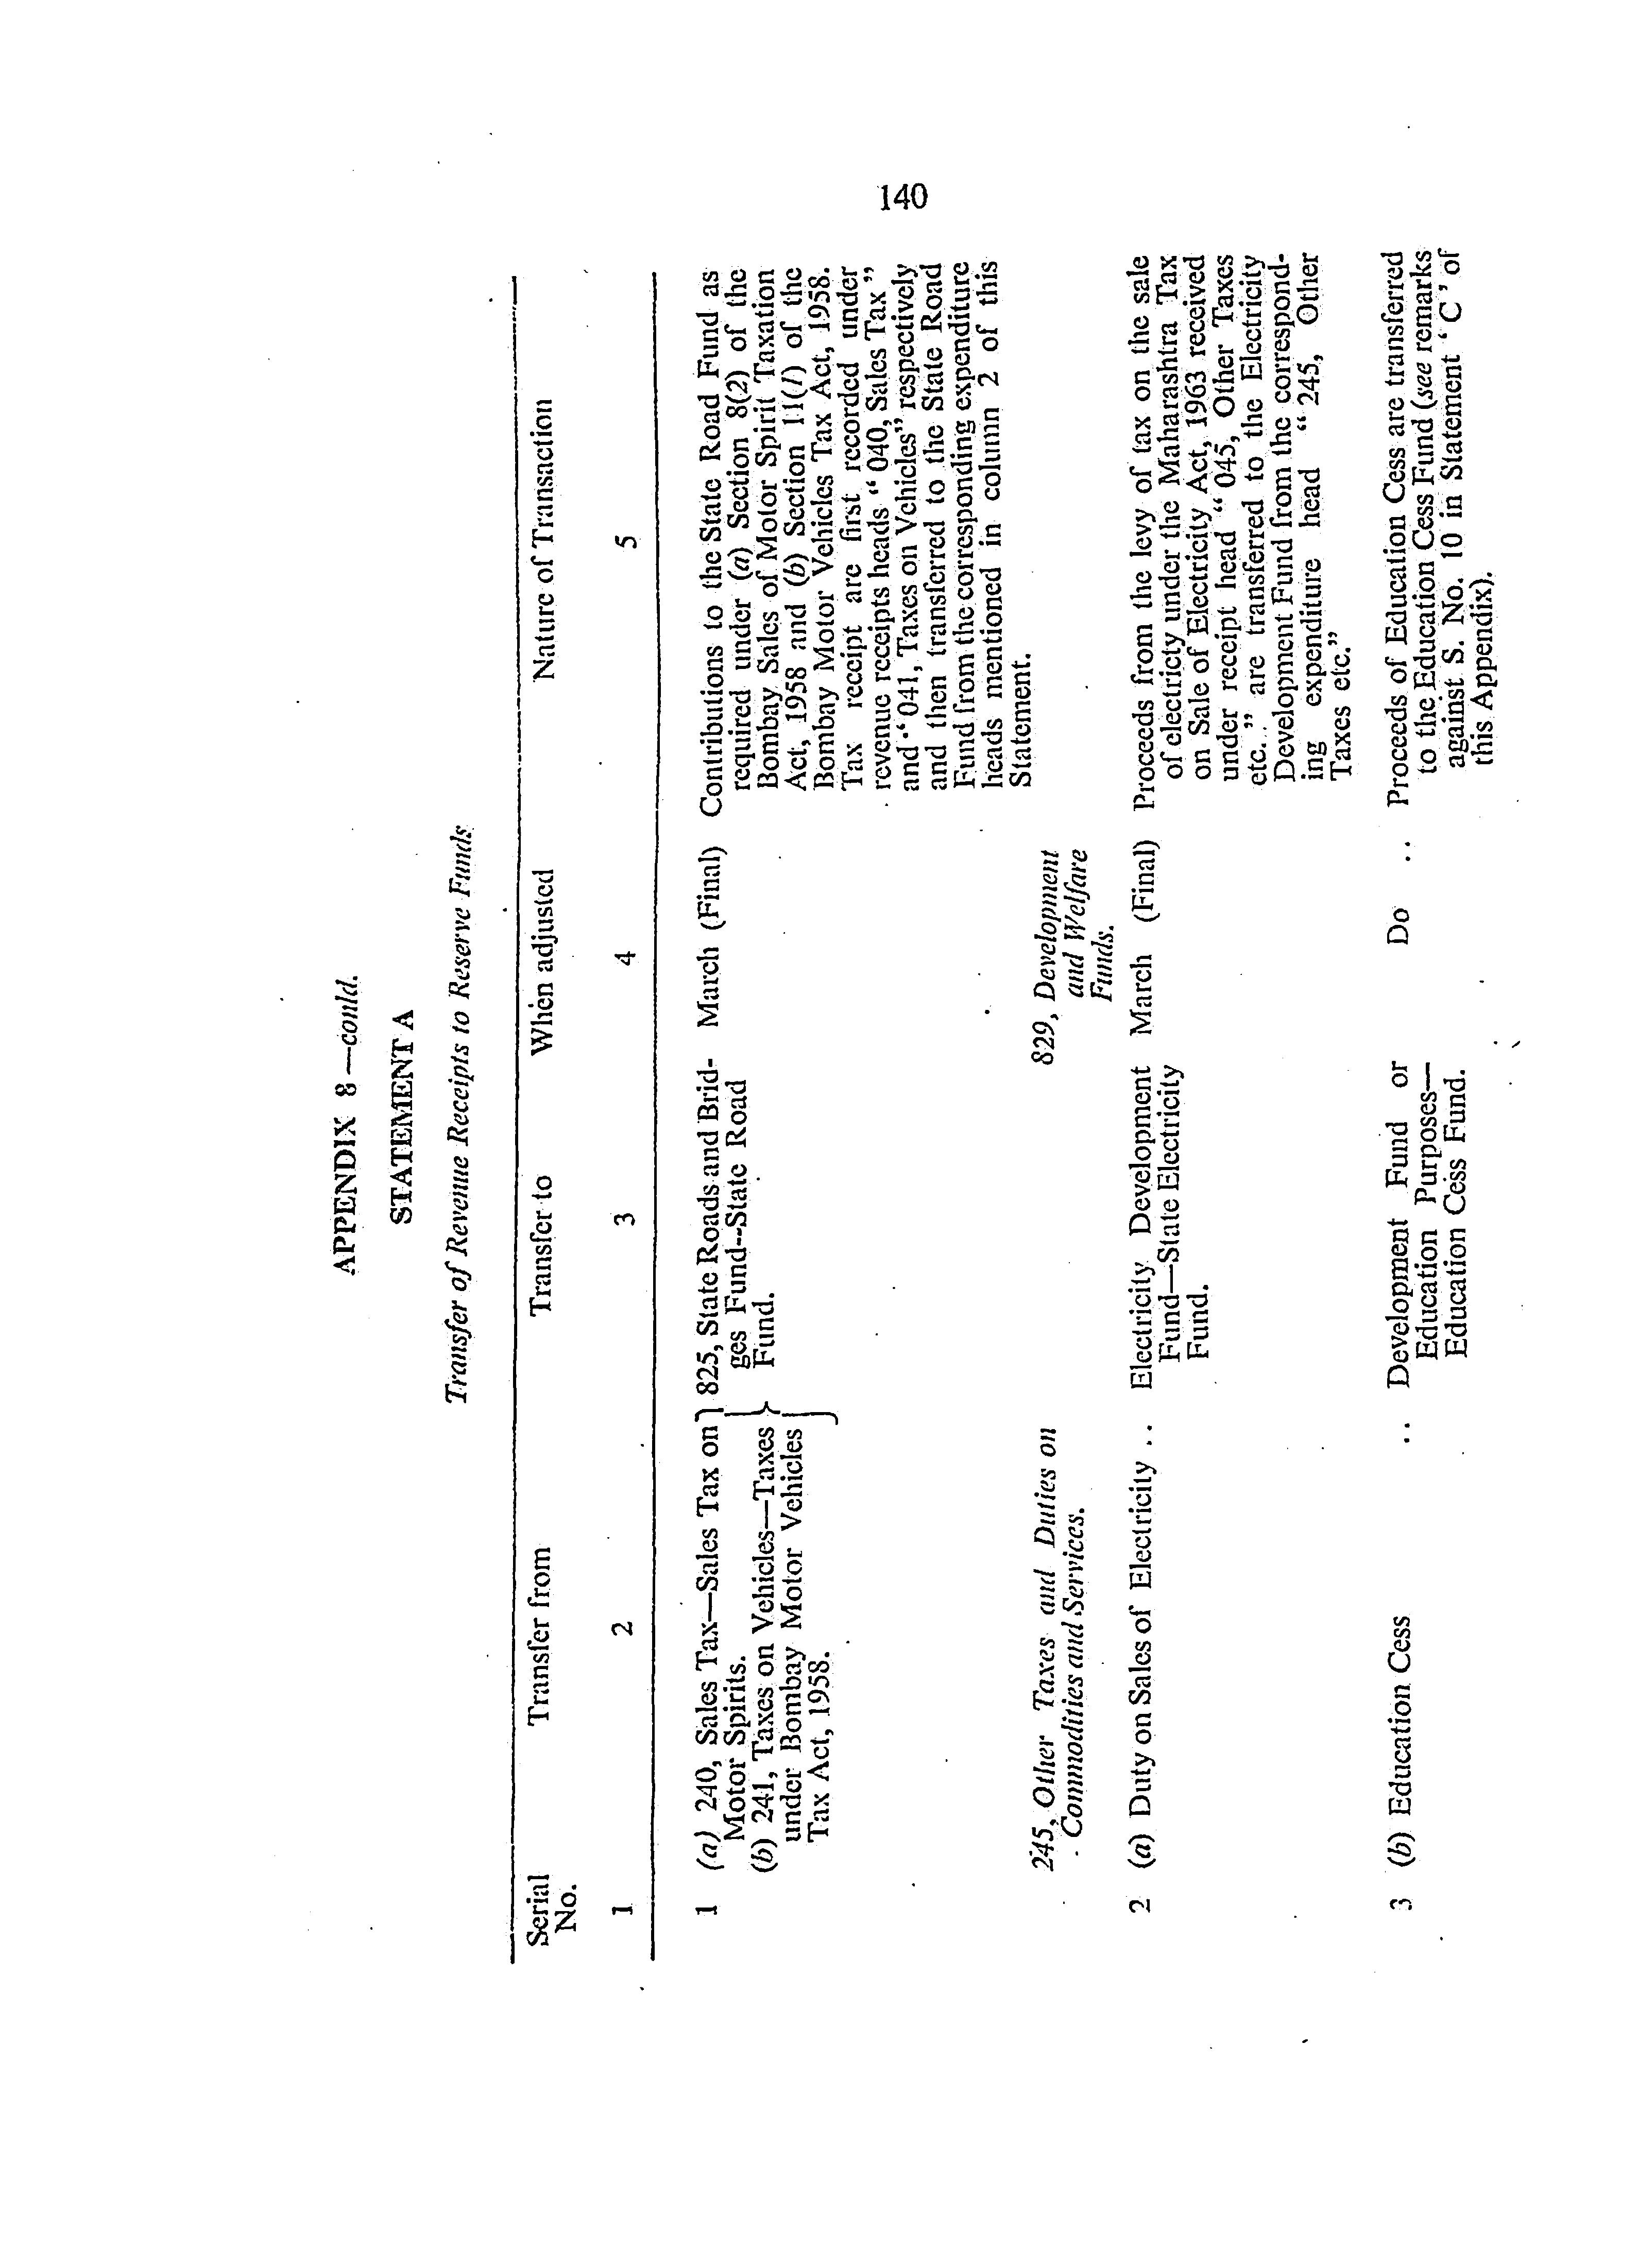 140
APPENDIX 8—contd.
STATEMENT A
Transfer of Revenue Receipts to Reserve Funds
Serial No.
Transfer from
Transfer to
When adjusted
Nature of Transaction
1
2
3
4
5
1
(a) 240, Sales Tax—Sales Tax on
Motor Spirits.
(b) 241, Taxes on Vehicles—Taxes
under Bombay Motor Vehicles
Tax Act, 1958.
825, State Roads and Brid-
ges Fund--State Road
Fund.
March (Final)
Contributions to the State Road Fund as
required under (a) Section 8(2) of the
Bombay Sales of Motor Spirit Taxation
Act, 1958 and (b) Section 11(1) of the
Bombay Motor Vehicles Tax Act, 1958.
Tax receipt are first recorded under
revenue receipts heads “ 040, Sales Tax ”
and ‘ 041, Taxes on Vehicles” respectively
and then transferred to the State Road
Fund from the corresponding expenditure
heads mentioned in column 2 of this
Statement.
245, Other Taxes and Duties on
Commodities and Services.
829, Development
and Welfare
Funds.
2
(a) Duty on Sales of Electricity ..
Electricity Development
Fund—State Electricity
Fund.
March (Final)
Proceeds from the levy of tax on the sale
of electricty under the Maharashtra Tax
on Sale of Electricity Act, 1963 received
under receipt head “ 045, Other Taxes
etc. ” are transferred to the Electricity
Development Fund from the correspond-
ing expenditure head “ 245, Other
Taxes etc.”
3
(b) Education Cess ..
Development Fund or
Education Purposes—
Education Cess Fund.
Do ..
Proceeds of Education Cess are transferred
to the Education Cess Fund (see remarks
against S. No. 10 in Statement ‘ C ’ of
this Appendix).